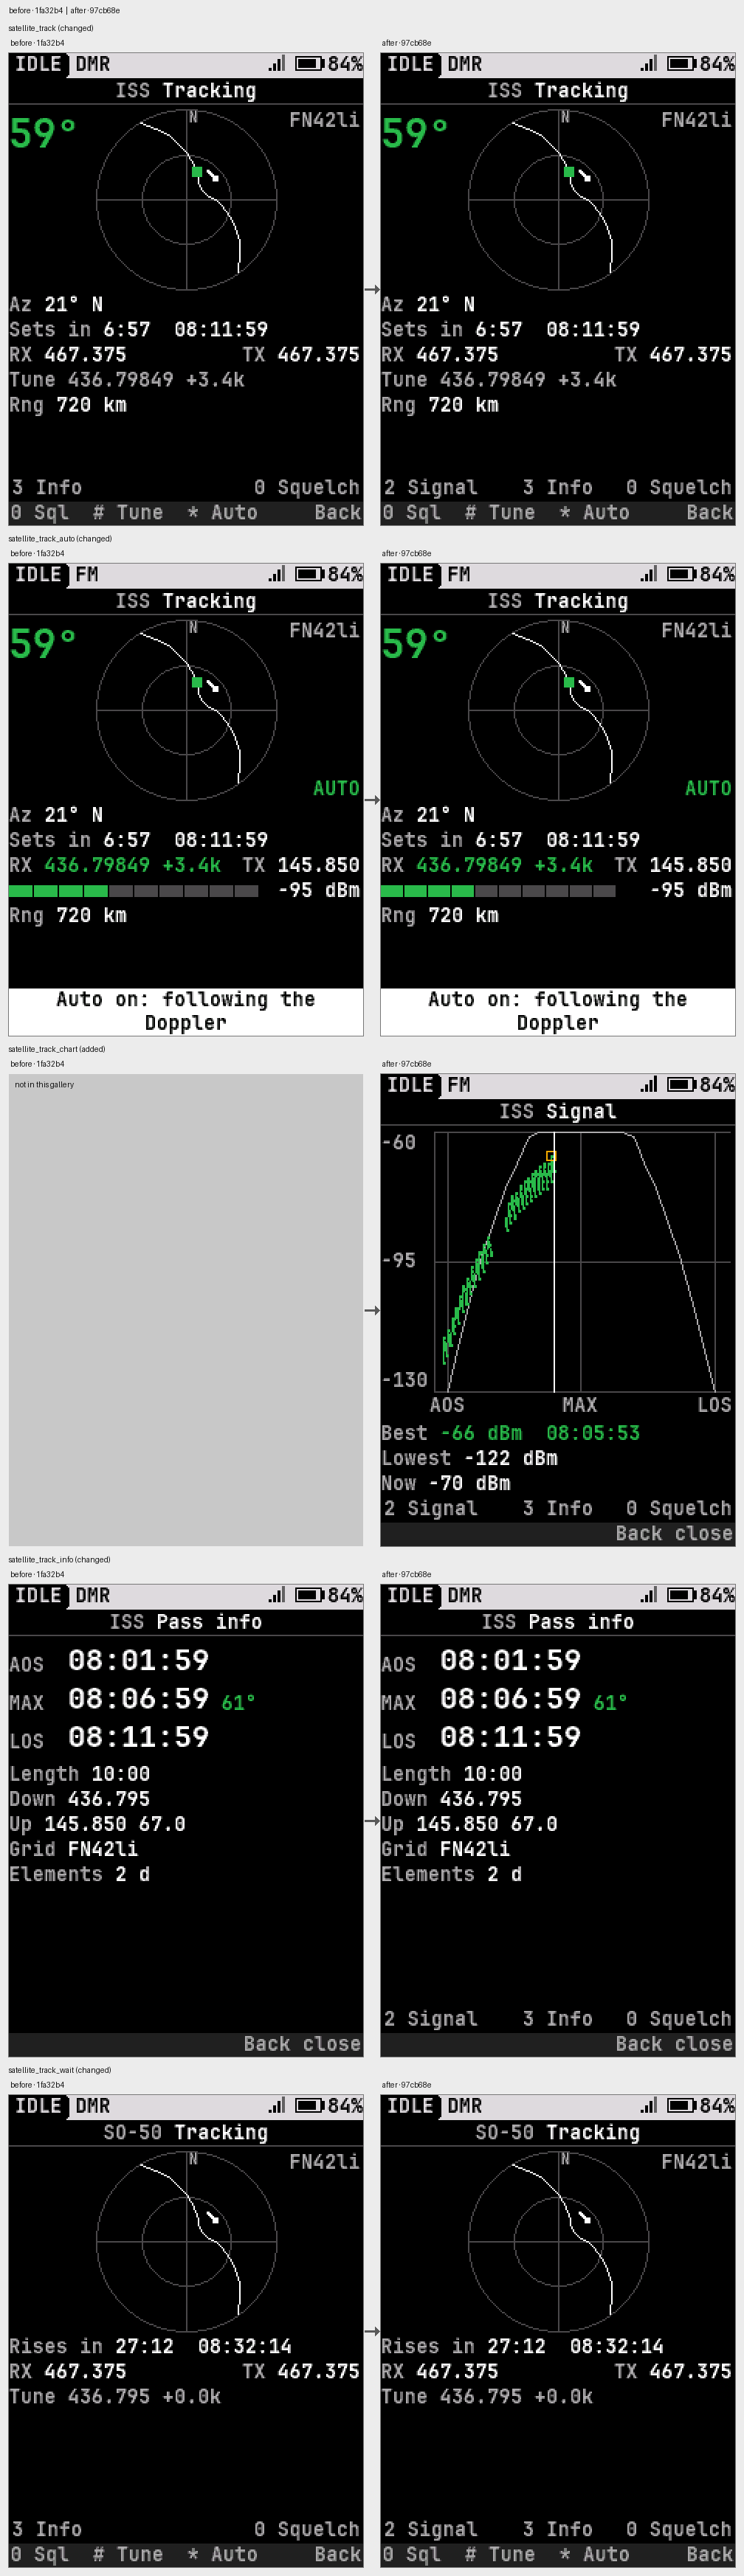 before · 1fa32b4 | after · 97cb68e
satellite_track (changed)
before · 1fa32b4
after · 97cb68e
IDLE DMR 84%
ISS Tracking
59° N FN42li
Az 21° N
Sets in 6:57 08:11:59
RX 467.375 TX 467.375
Tune 436.79849 +3.4k
Rng 720 km
3 Info 0 Squelch
0 Sql # Tune * Auto Back
IDLE DMR 84%
ISS Tracking
59° N FN42li
Az 21° N
Sets in 6:57 08:11:59
RX 467.375 TX 467.375
Tune 436.79849 +3.4k
Rng 720 km
2 Signal 3 Info 0 Squelch
0 Sql # Tune * Auto Back
satellite_track_auto (changed)
before · 1fa32b4
after · 97cb68e
IDLE FM 84%
ISS Tracking
59° N FN42li
AUTO
Az 21° N
Sets in 6:57 08:11:59
RX 436.79849 +3.4k TX 145.850
-95 dBm
Rng 720 km
Auto on: following the
Doppler
IDLE FM 84%
ISS Tracking
59° N FN42li
AUTO
Az 21° N
Sets in 6:57 08:11:59
RX 436.79849 +3.4k TX 145.850
-95 dBm
Rng 720 km
Auto on: following the
Doppler
satellite_track_chart (added)
before · 1fa32b4
after · 97cb68e
not in this gallery
IDLE FM 84%
ISS Signal
-60
-95
-130
AOS MAX LOS
Best -66 dBm 08:05:53
Lowest -122 dBm
Now -70 dBm
2 Signal 3 Info 0 Squelch
Back close
satellite_track_info (changed)
before · 1fa32b4
after · 97cb68e
IDLE DMR 84%
ISS Pass info
AOS 08:01:59
MAX 08:06:59 61°
LOS 08:11:59
Length 10:00
Down 436.795
Up 145.850 67.0
Grid FN42li
Elements 2 d
Back close
IDLE DMR 84%
ISS Pass info
AOS 08:01:59
MAX 08:06:59 61°
LOS 08:11:59
Length 10:00
Down 436.795
Up 145.850 67.0
Grid FN42li
Elements 2 d
2 Signal 3 Info 0 Squelch
Back close
satellite_track_wait (changed)
before · 1fa32b4
after · 97cb68e
IDLE DMR 84%
SO-50 Tracking
N FN42li
Rises in 27:12 08:32:14
RX 467.375 TX 467.375
Tune 436.795 +0.0k
3 Info 0 Squelch
0 Sql # Tune * Auto Back
IDLE DMR 84%
SO-50 Tracking
N FN42li
Rises in 27:12 08:32:14
RX 467.375 TX 467.375
Tune 436.795 +0.0k
2 Signal 3 Info 0 Squelch
0 Sql # Tune * Auto Back